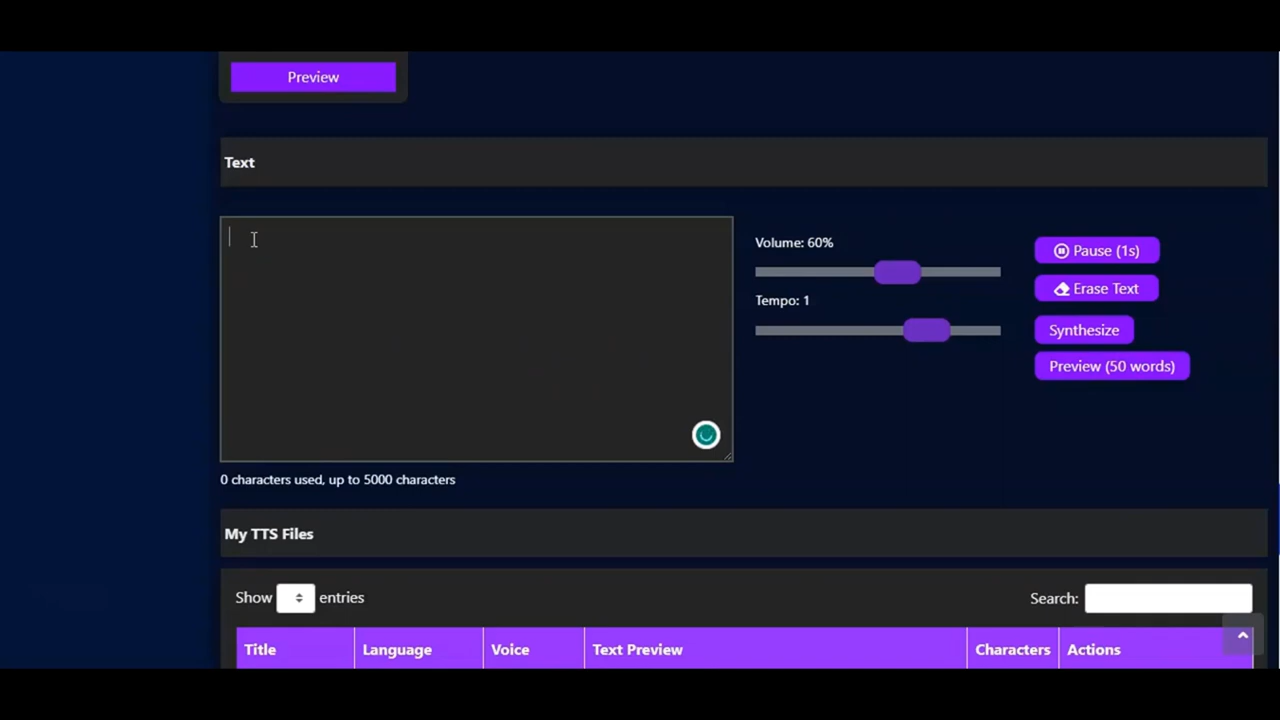 Preview
Text
Volume: 60%
Pause (1s)
Erase Text
Tempo: 1
Synthesize
Preview (50 words)
0 characters used, up to 5000 characters
My TTS Files
Show entries
Search:
Title Language Voice Text Preview Characters Actions